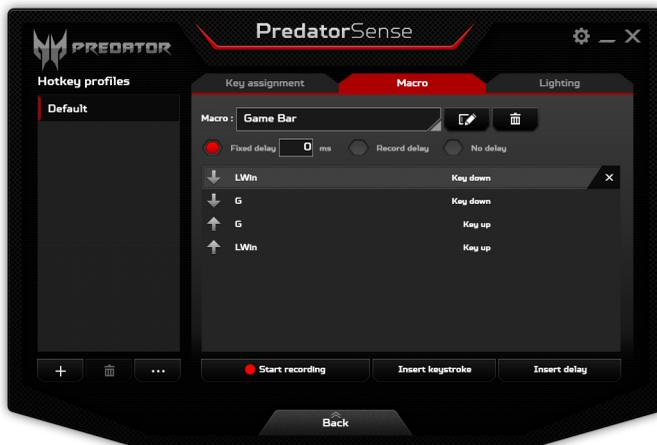 PREDATOR
PredatorSense
Hotkey profiles
Default
Key assignment
Macro
Lighting
Macro : Game Bar
Fixed delay 0 ms Record delay No delay
LWin Key down
G Key down
G Key up
LWin Key up
Start recording
Insert keystroke
Insert delay
Back